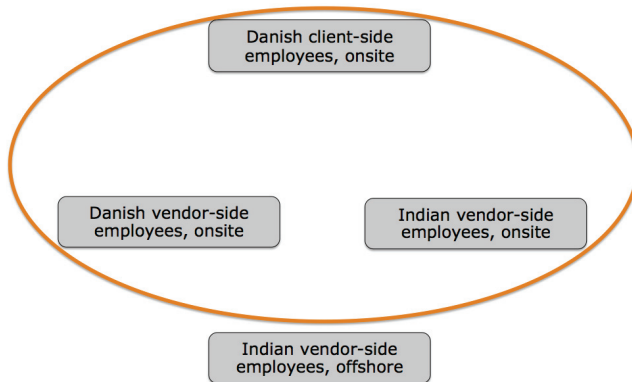 Danish client-side
employees, onsite
Danish vendor-side
employees, onsite
Indian vendor-side
employees, onsite
Indian vendor-side
employees, offshore